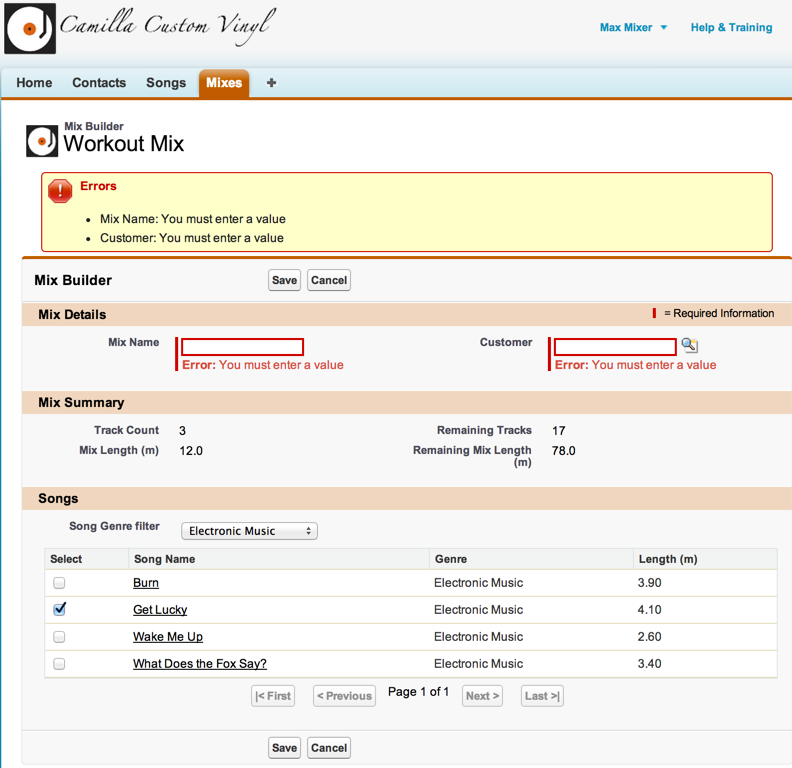 Camilla Custom Vinyl
Max Mixer Help & Training
Home Contacts Songs Mixes +
Mix Builder
Workout Mix
Errors
• Mix Name: You must enter a value
• Customer: You must enter a value
Mix Builder Save Cancel
Mix Details = Required Information
Mix Name Customer
Error: You must enter a value Error: You must enter a value
Mix Summary
Track Count 3 Remaining Tracks 17
Mix Length (m) 12.0 Remaining Mix Length 78.0
(m)
Songs
Song Genre filter Electronic Music
Select Song Name Genre Length (m)
Burn Electronic Music 3.90
Get Lucky Electronic Music 4.10
Wake Me Up Electronic Music 2.60
What Does the Fox Say? Electronic Music 3.40
|< First < Previous Page 1 of 1 Next > Last >|
Save Cancel